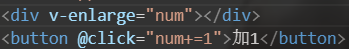 <div v-enlarge="num"></div>
<button @click="num+=1">加1</button>